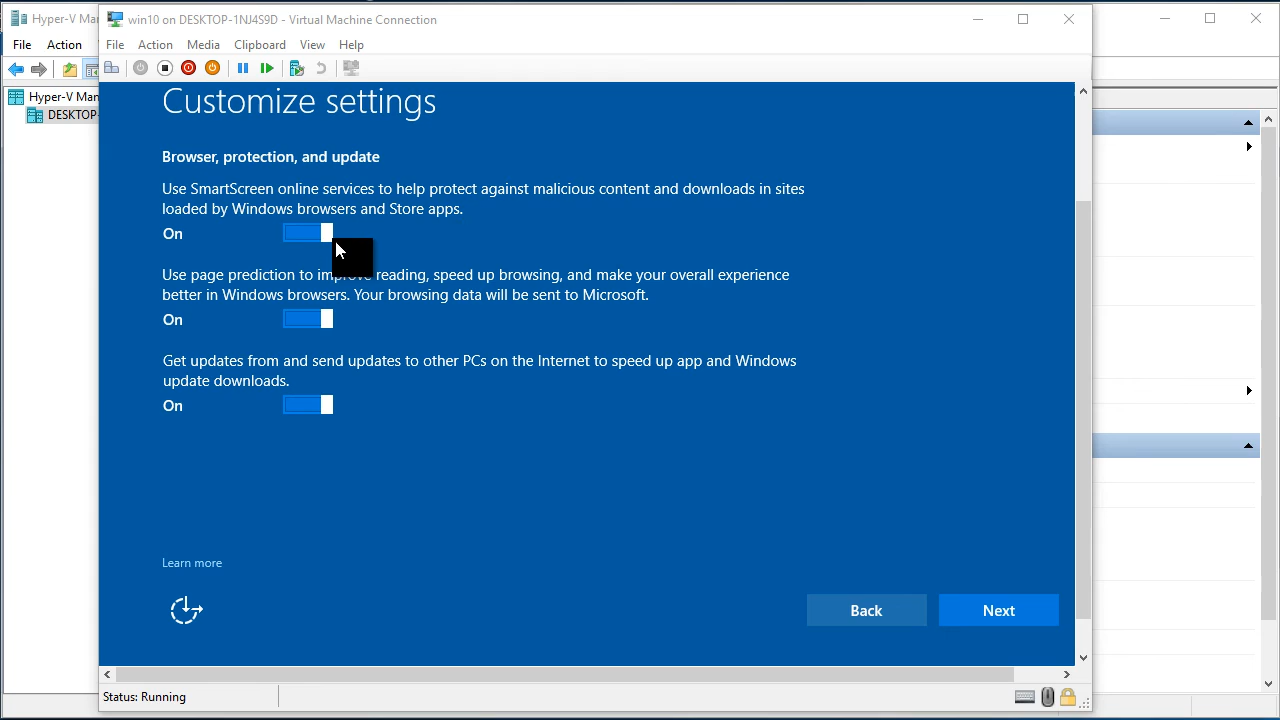 Hyper-V Man
win10 on DESKTOP-1NJ4S9D - Virtual Machine Connection
File Action
File Action Media Clipboard View Help
Hyper-V Man
DESKTOP-
Customize settings
Browser, protection, and update
Use SmartScreen online services to help protect against malicious content and downloads in sites
loaded by Windows browsers and Store apps.
On
Use page prediction to improve reading, speed up browsing, and make your overall experience
better in Windows browsers. Your browsing data will be sent to Microsoft.
On
Get updates from and send updates to other PCs on the Internet to speed up app and Windows
update downloads.
On
Learn more
Back
Next
Status: Running